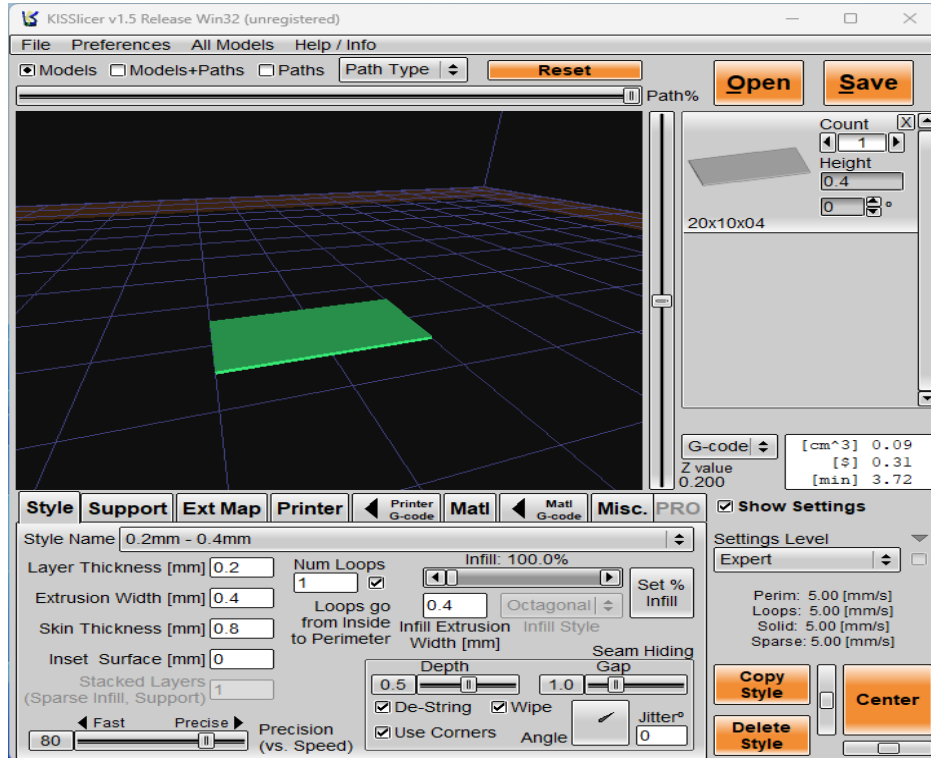 KISSlicer v1.5 Release Win32 (unregistered)
File Preferences All Models Help / Info
Models Models+Paths Paths Path Type Reset
Path%
Open Save
Count X
1
Height
0.4
0 °
20x10x04
G-code
Z value
0.200
[cm^3] 0.09
[$] 0.31
[min] 3.72
Style Support Ext Map Printer Printer G-code Matl Matl G-code Misc. PRO
Show Settings
Style Name 0.2mm - 0.4mm
Settings Level
Expert
Layer Thickness [mm] 0.2
Extrusion Width [mm] 0.4
Skin Thickness [mm] 0.8
Inset Surface [mm] 0
Stacked Layers
(Sparse Infill, Support) 1
Fast Precise
80
Precision
(vs. Speed)
Num Loops
1
Loops go
from Inside
to Perimeter
Infill: 100.0%
0.4 Octagonal
Infill Extrusion Infill Style
Width [mm]
Set %
Infill
Seam Hiding
Depth Gap
0.5 1.0
De-String Wipe
Use Corners Angle
Jitterº
0
Perim: 5.00 [mm/s]
Loops: 5.00 [mm/s]
Solid: 5.00 [mm/s]
Sparse: 5.00 [mm/s]
Copy
Style
Delete
Style
Center